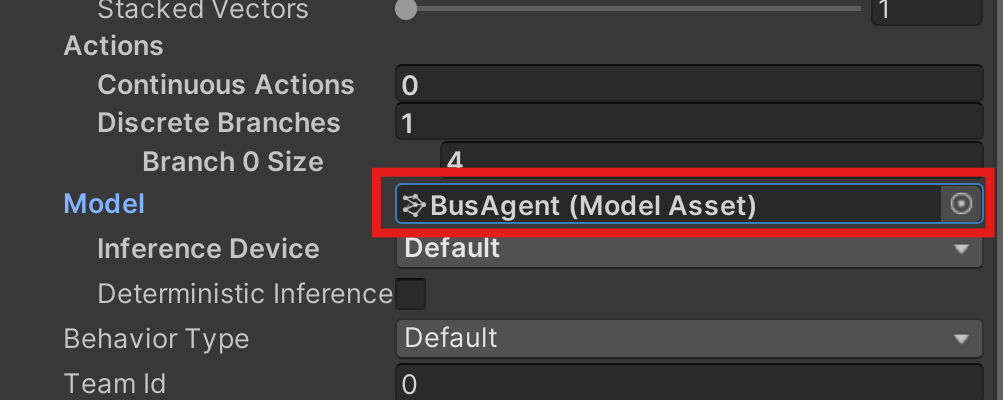 Stacked Vectors 1
Actions
Continuous Actions 0
Discrete Branches 1
Branch 0 Size 4
Model BusAgent (Model Asset)
Inference Device Default
Deterministic Inference
Behavior Type Default
Team Id 0